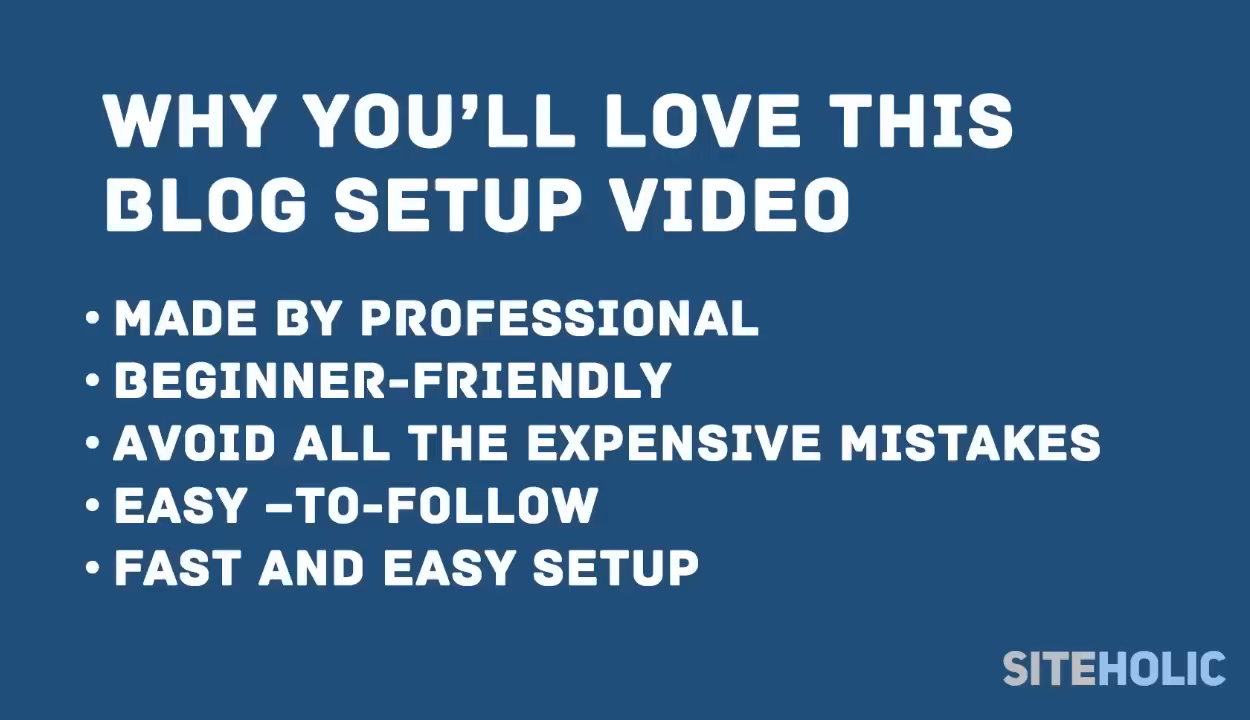 WHY YOU’LL LOVE THIS
BLOG SETUP VIDEO
• MADE BY PROFESSIONAL
• BEGINNER-FRIENDLY
• AVOID ALL THE EXPENSIVE MISTAKES
• EASY –TO-FOLLOW
• FAST AND EASY SETUP
SITEHOLIC